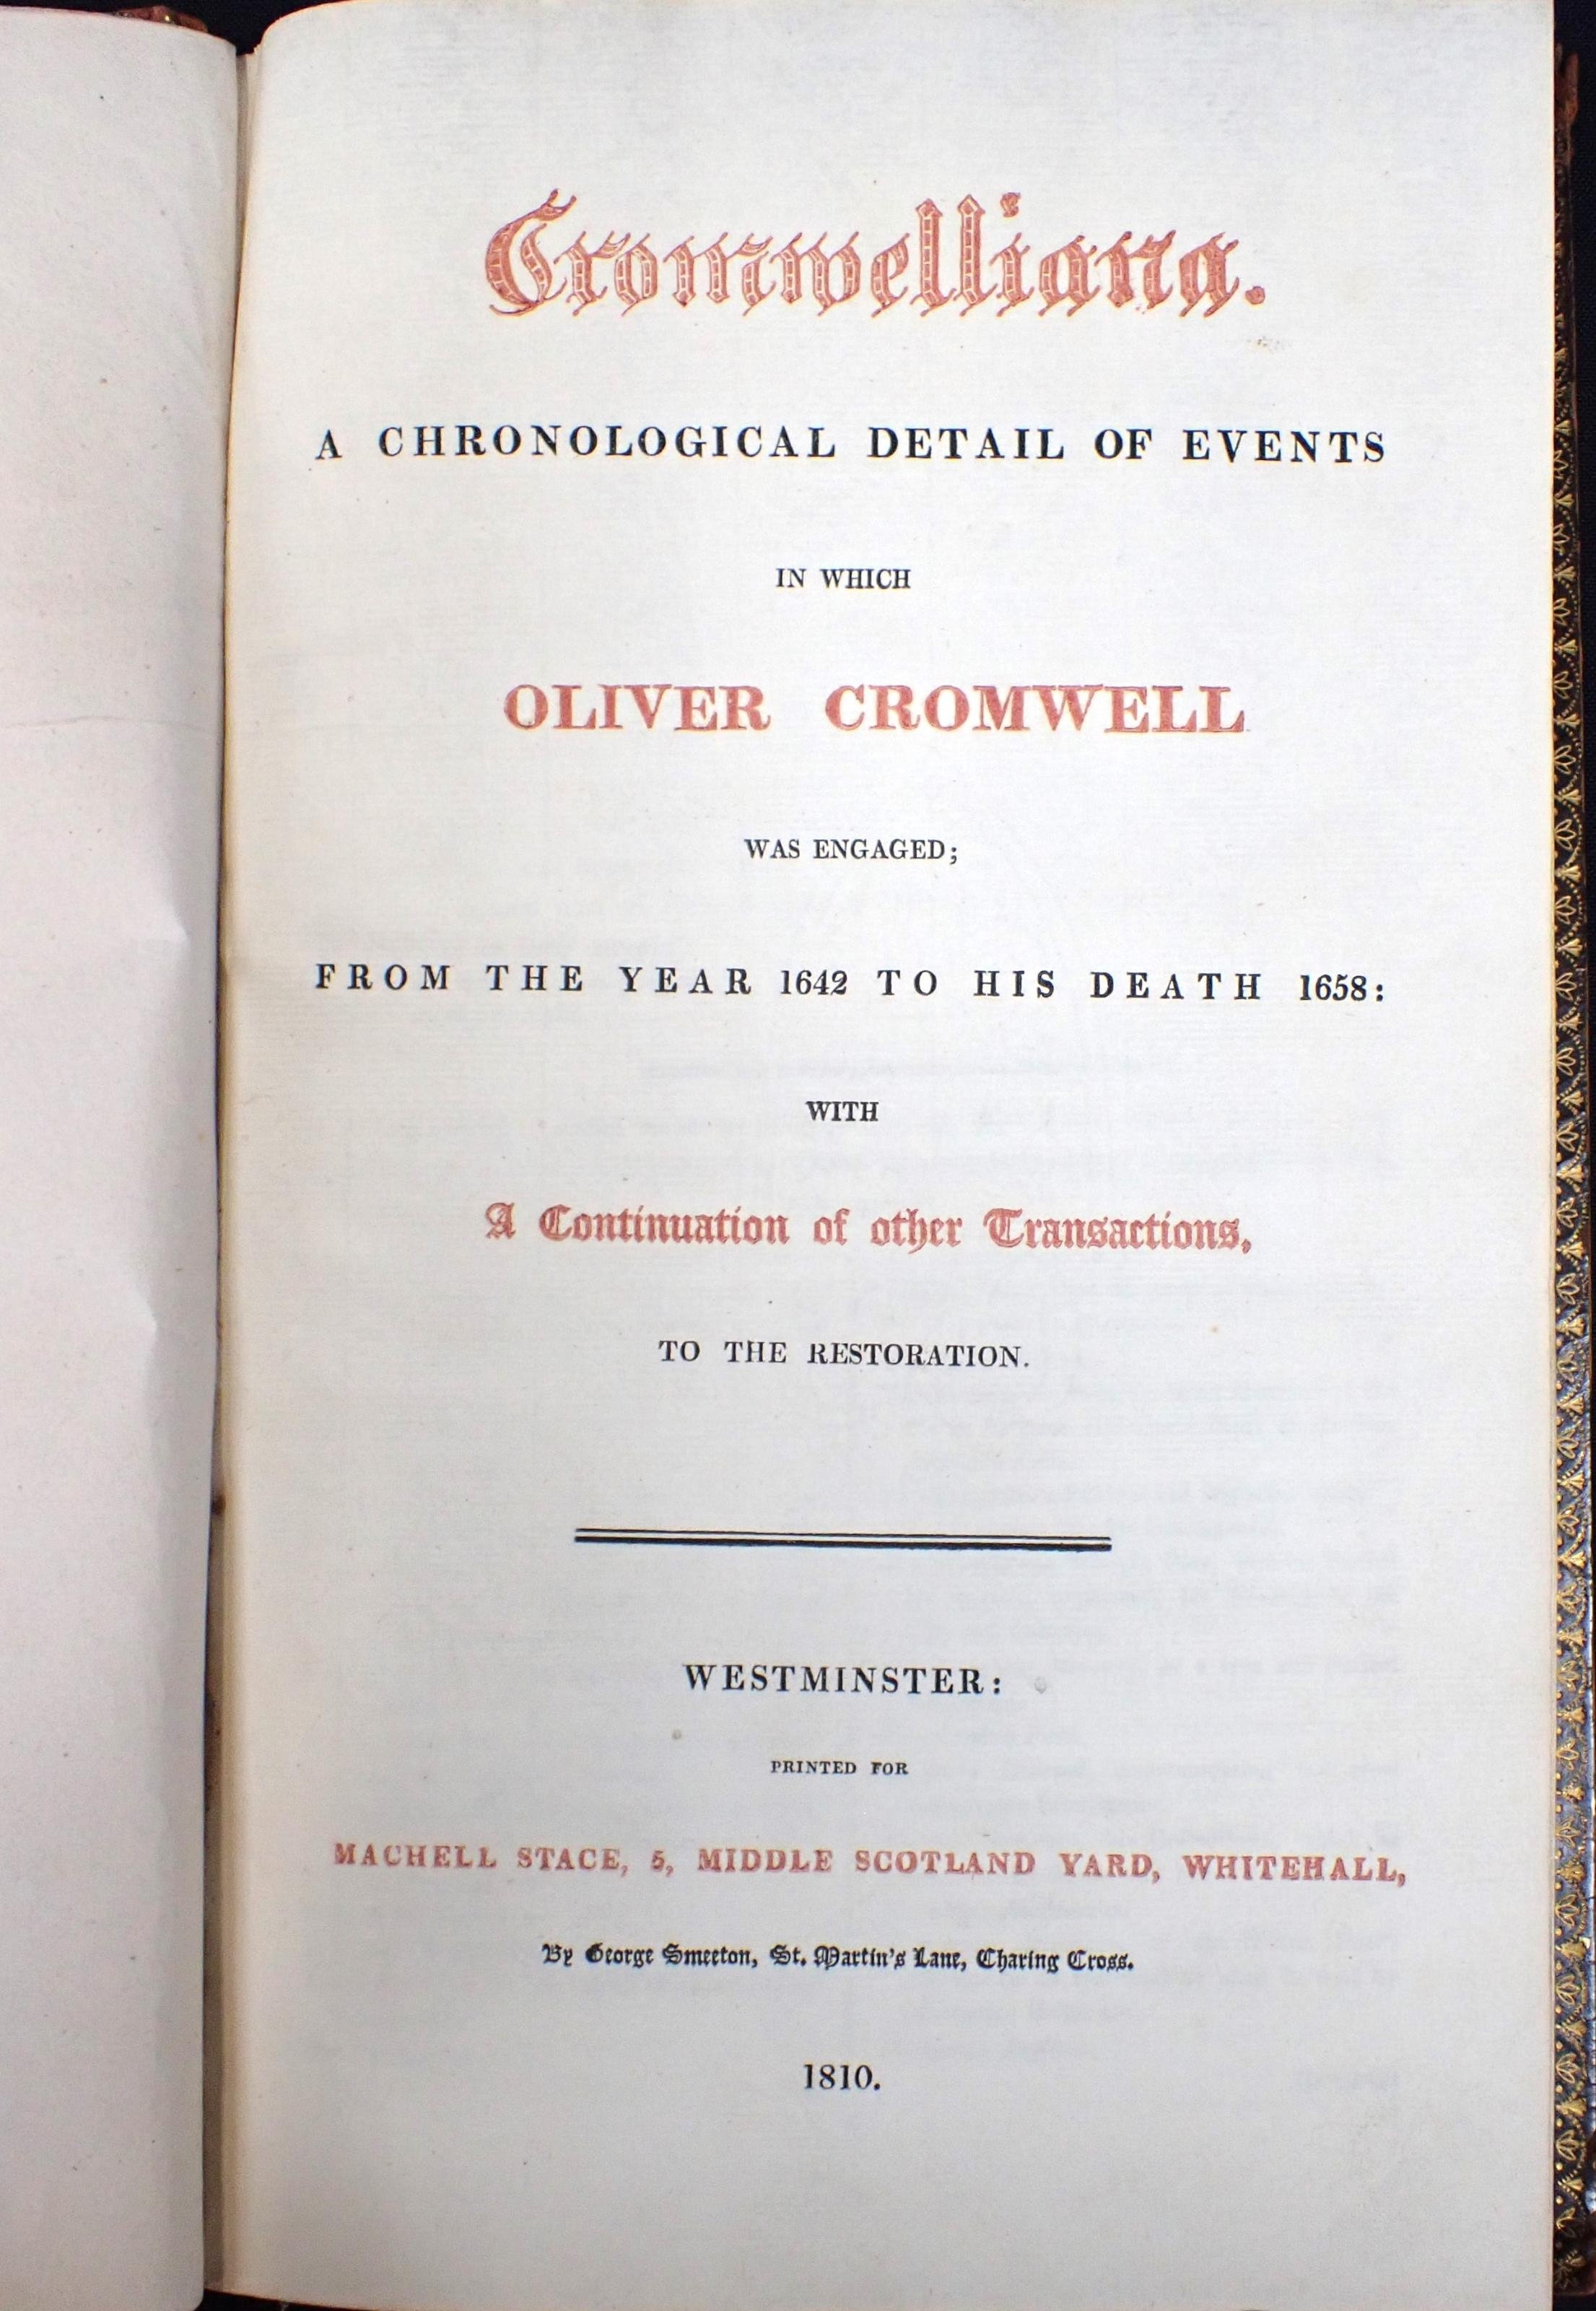 Cromwelliana.
A CHRONOLOGICAL DETAIL OF EVENTS
IN WHICH
OLIVER CROMWELL
WAS ENGAGED;
FROM THE YEAR 1642 TO HIS DEATH 1658:
WITH
A Continuation of other Transactions,
TO THE RESTORATION.
WESTMINSTER:
PRINTED FOR
MACHELL STACE, 5, MIDDLE SCOTLAND YARD, WHITEHALL,
By George Smeeton, St. Martin's Lane, Charing Cross.
1810.